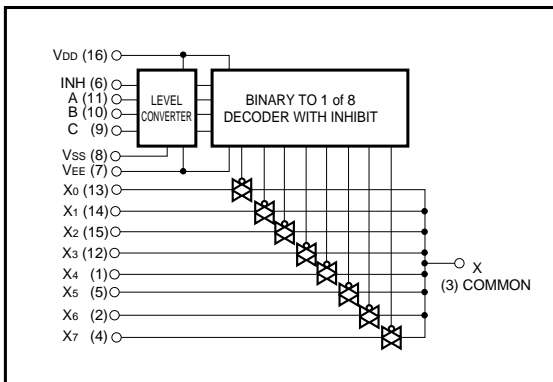 VDD (16)
INH (6)
A (11)
B (10)
C (9)
LEVEL
CONVERTER
BINARY TO 1 of 8
DECODER WITH INHIBIT
VSS (8)
VEE (7)
X0 (13)
X1 (14)
X2 (15)
X3 (12)
X4 (1)
X5 (5)
X6 (2)
X7 (4)
X
(3) COMMON